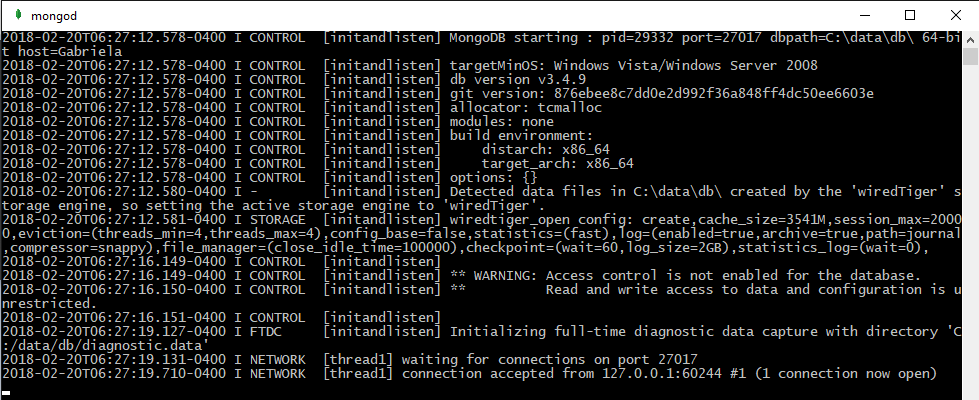 mongod
2018-02-20T06:27:12.578-0400 I CONTROL  [initandlisten] MongoDB starting : pid=29332 port=27017 dbpath=C:\data\db\ 64-bi
t host=Gabriela
2018-02-20T06:27:12.578-0400 I CONTROL  [initandlisten] targetMinOS: Windows Vista/Windows Server 2008
2018-02-20T06:27:12.578-0400 I CONTROL  [initandlisten] db version v3.4.9
2018-02-20T06:27:12.578-0400 I CONTROL  [initandlisten] git version: 876ebee8c7dd0e2d992f36a848ff4dc50ee6603e
2018-02-20T06:27:12.578-0400 I CONTROL  [initandlisten] allocator: tcmalloc
2018-02-20T06:27:12.578-0400 I CONTROL  [initandlisten] modules: none
2018-02-20T06:27:12.578-0400 I CONTROL  [initandlisten] build environment:
2018-02-20T06:27:12.578-0400 I CONTROL  [initandlisten]     distarch: x86_64
2018-02-20T06:27:12.578-0400 I CONTROL  [initandlisten]     target_arch: x86_64
2018-02-20T06:27:12.578-0400 I CONTROL  [initandlisten] options: {}
2018-02-20T06:27:12.580-0400 I -        [initandlisten] Detected data files in C:\data\db\ created by the 'wiredTiger' s
torage engine, so setting the active storage engine to 'wiredTiger'.
2018-02-20T06:27:12.581-0400 I STORAGE  [initandlisten] wiredtiger_open config: create,cache_size=3541M,session_max=2000
0,eviction=(threads_min=4,threads_max=4),config_base=false,statistics=(fast),log=(enabled=true,archive=true,path=journal
,compressor=snappy),file_manager=(close_idle_time=100000),checkpoint=(wait=60,log_size=2GB),statistics_log=(wait=0),
2018-02-20T06:27:16.149-0400 I CONTROL  [initandlisten]
2018-02-20T06:27:16.149-0400 I CONTROL  [initandlisten] ** WARNING: Access control is not enabled for the database.
2018-02-20T06:27:16.150-0400 I CONTROL  [initandlisten] **          Read and write access to data and configuration is u
nrestricted.
2018-02-20T06:27:16.151-0400 I CONTROL  [initandlisten]
2018-02-20T06:27:19.127-0400 I FTDC     [initandlisten] Initializing full-time diagnostic data capture with directory 'C
:/data/db/diagnostic.data'
2018-02-20T06:27:19.131-0400 I NETWORK  [thread1] waiting for connections on port 27017
2018-02-20T06:27:19.710-0400 I NETWORK  [thread1] connection accepted from 127.0.0.1:60244 #1 (1 connection now open)